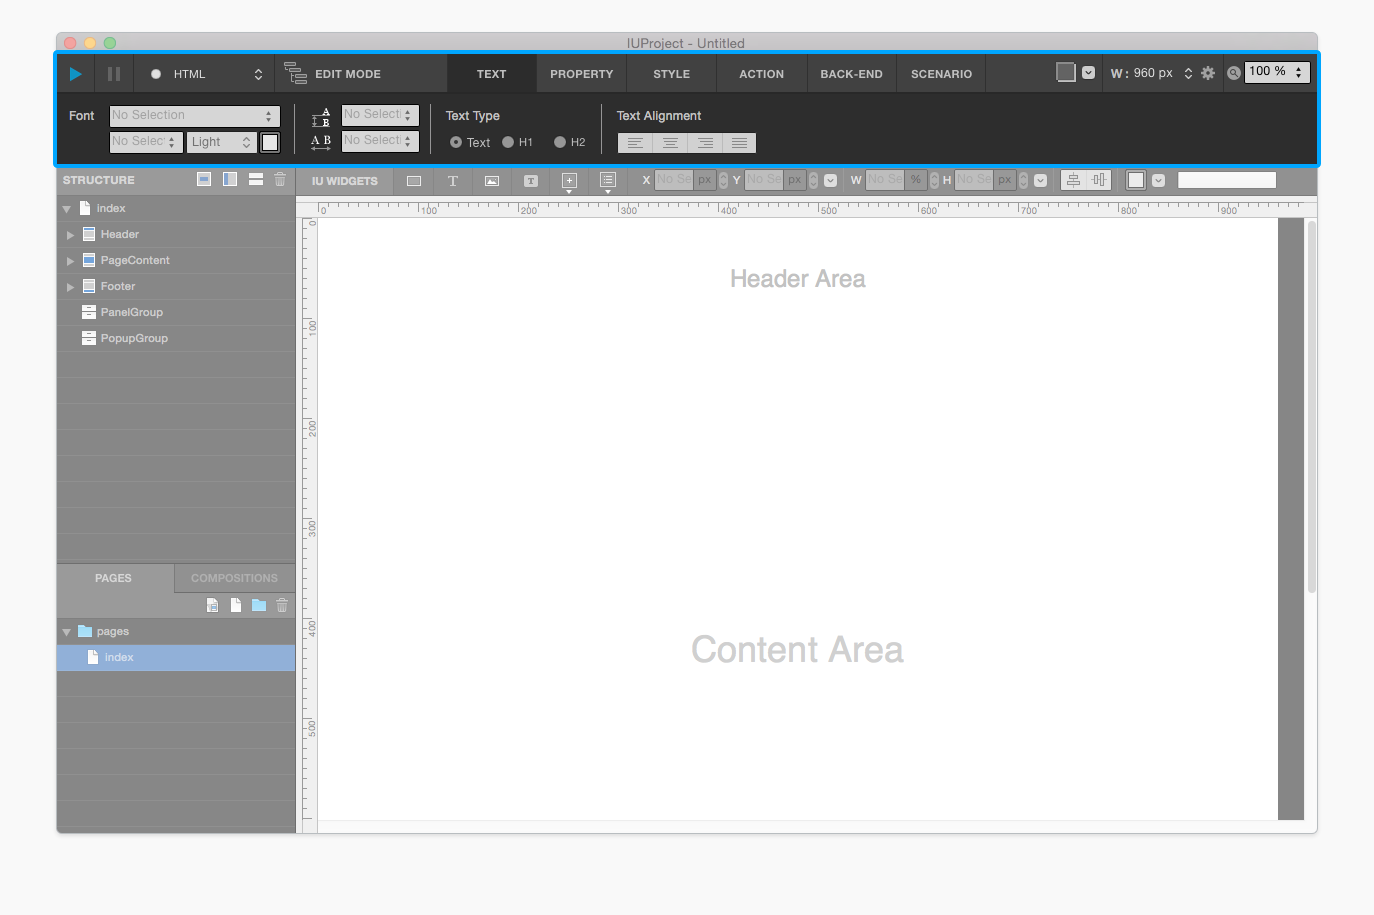 IUProject - Untitled
HTML
EDIT MODE
TEXT
PROPERTY
STYLE
ACTION
BACK-END
SCENARIO
W : 960 px
100 %
Font
No Selection
No Selec
Light
A
B
No Selecti
A B
No Selecti
Text Type
Text
H1
H2
Text Alignment
STRUCTURE
IU WIDGETS
T
T
X No Se px
Y No Se px
W No Se %
H No Se px
index
Header
PageContent
Footer
PanelGroup
PopupGroup
0 100 200 300 400 500 600 700 800 900
0
100
200
300
400
500
Header Area
Content Area
PAGES
COMPOSITIONS
pages
index